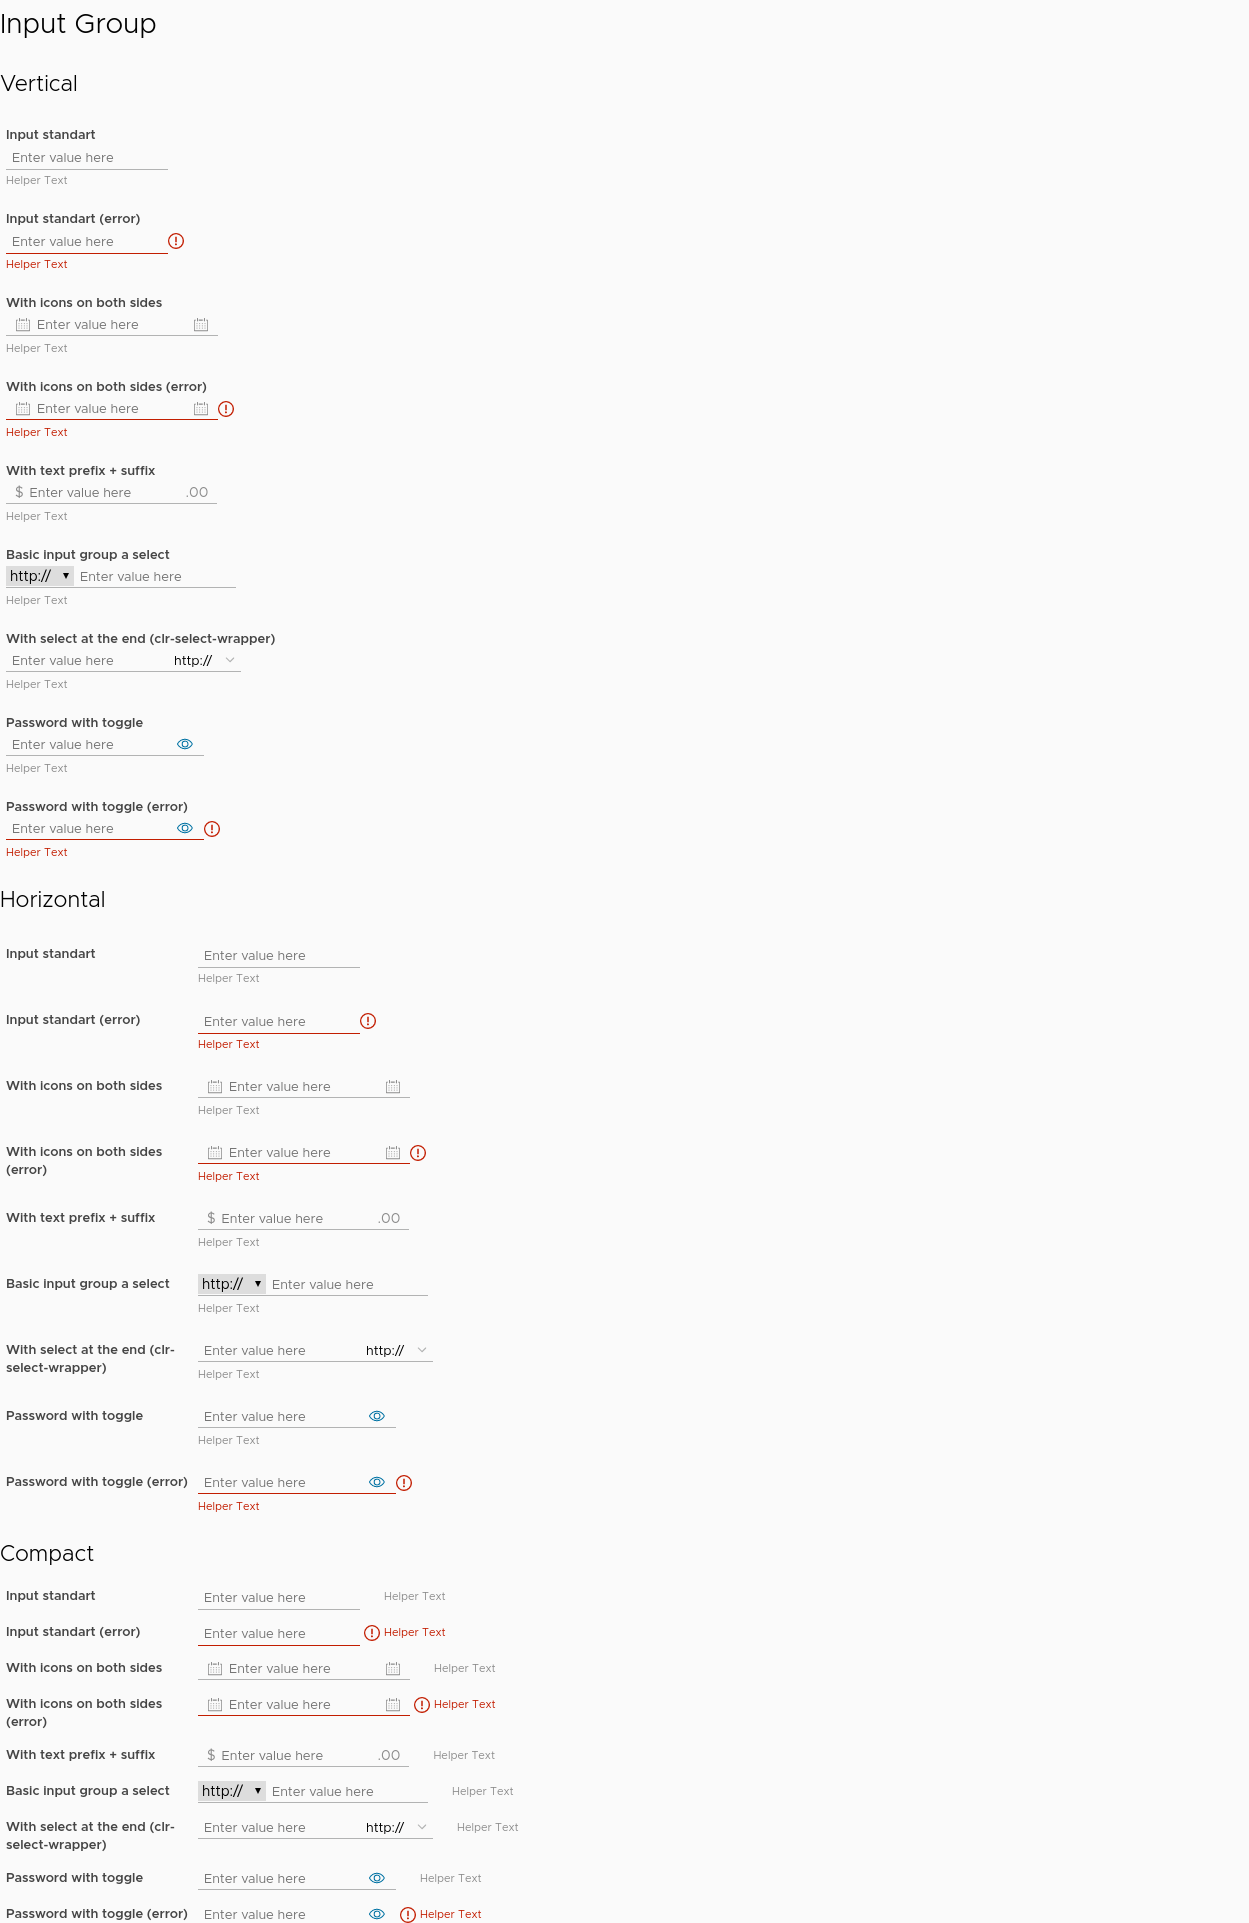 Input Group
Vertical
Input standart
Enter value here
Helper Text
Input standart (error)
Enter value here
Helper Text
With icons on both sides
Enter value here
Helper Text
With icons on both sides (error)
Enter value here
Helper Text
With text prefix + suffix
$ Enter value here .00
Helper Text
Basic input group a select
http:// Enter value here
Helper Text
With select at the end (clr-select-wrapper)
Enter value here http://
Helper Text
Password with toggle
Enter value here
Helper Text
Password with toggle (error)
Enter value here
Helper Text
Horizontal
Input standart Enter value here
Helper Text
Input standart (error) Enter value here
Helper Text
With icons on both sides Enter value here
Helper Text
With icons on both sides Enter value here
(error)
Helper Text
With text prefix + suffix $ Enter value here .00
Helper Text
Basic input group a select http:// Enter value here
Helper Text
With select at the end (clr- Enter value here http://
select-wrapper)
Helper Text
Password with toggle Enter value here
Helper Text
Password with toggle (error) Enter value here
Helper Text
Compact
Input standart Enter value here Helper Text
Input standart (error) Enter value here Helper Text
With icons on both sides Enter value here Helper Text
With icons on both sides Enter value here Helper Text
(error)
With text prefix + suffix $ Enter value here .00 Helper Text
Basic input group a select http:// Enter value here Helper Text
With select at the end (clr- Enter value here http:// Helper Text
select-wrapper)
Password with toggle Enter value here Helper Text
Password with toggle (error) Enter value here Helper Text